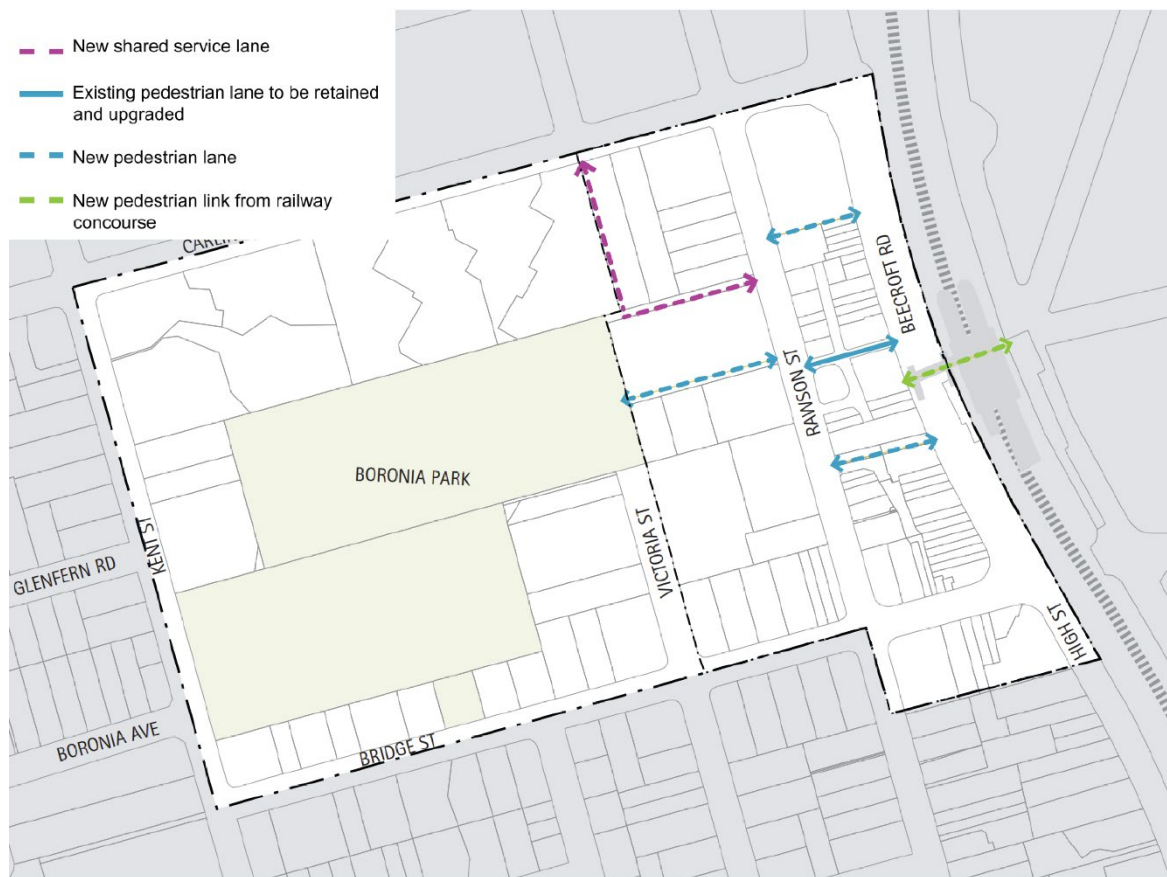 New shared service lane
Existing pedestrian lane to be retained
and upgraded
New pedestrian lane
New pedestrian link from railway
concourse
BEECROFT RD
RAWSON ST
BORONIA PARK
KENT ST
VICTORIA ST
GLENFERN RD
HIGH ST
BORONIA AVE
BRIDGE ST